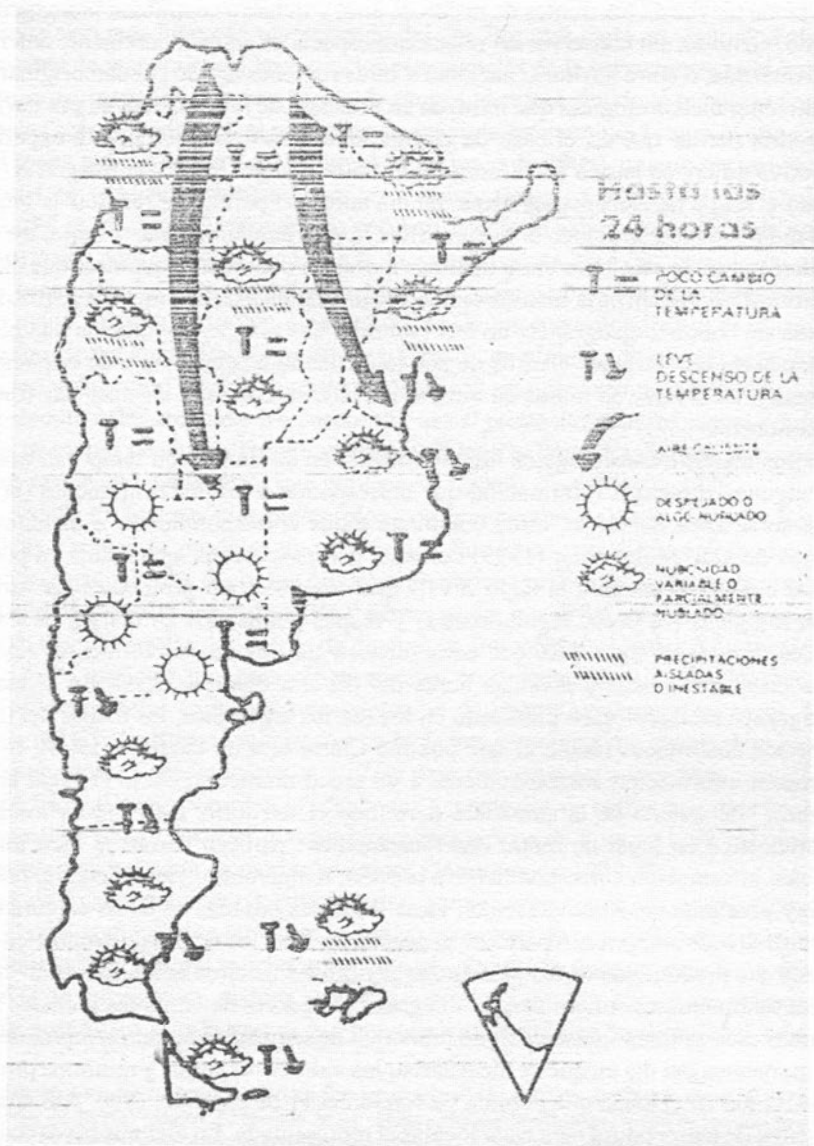 Hasta las
24 horas
T =
POCO CAMBIO
DE LA
TEMPERATURA
T
LEVE
DESCENSO DE LA
TEMPERATURA
AIRE CALIENTE
DESPEJADO O
ALGO NUBLADO
NUBOSIDAD
VARIABLE O
PARCIALMENTE
NUBLADO
PRECIPITACIONES
AISLADAS
O INESTABLE
T =
T =
T =
T =
T =
T =
T
T =
T
T =
T =
T =
T =
T
T
T
T
T